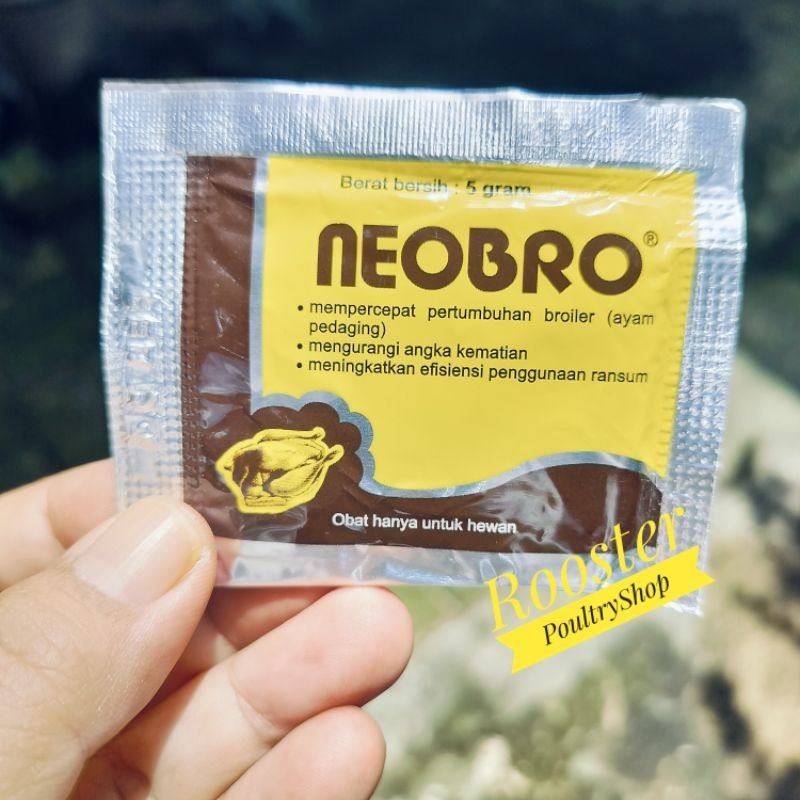 Berat bersih : 5 gram
NEOBRO®
• mempercepat pertumbuhan broiler (ayam
pedaging)
• mengurangi angka kematian
• meningkatkan efisiensi penggunaan ransum
Obat hanya untuk hewan
Rooster
PoultryShop